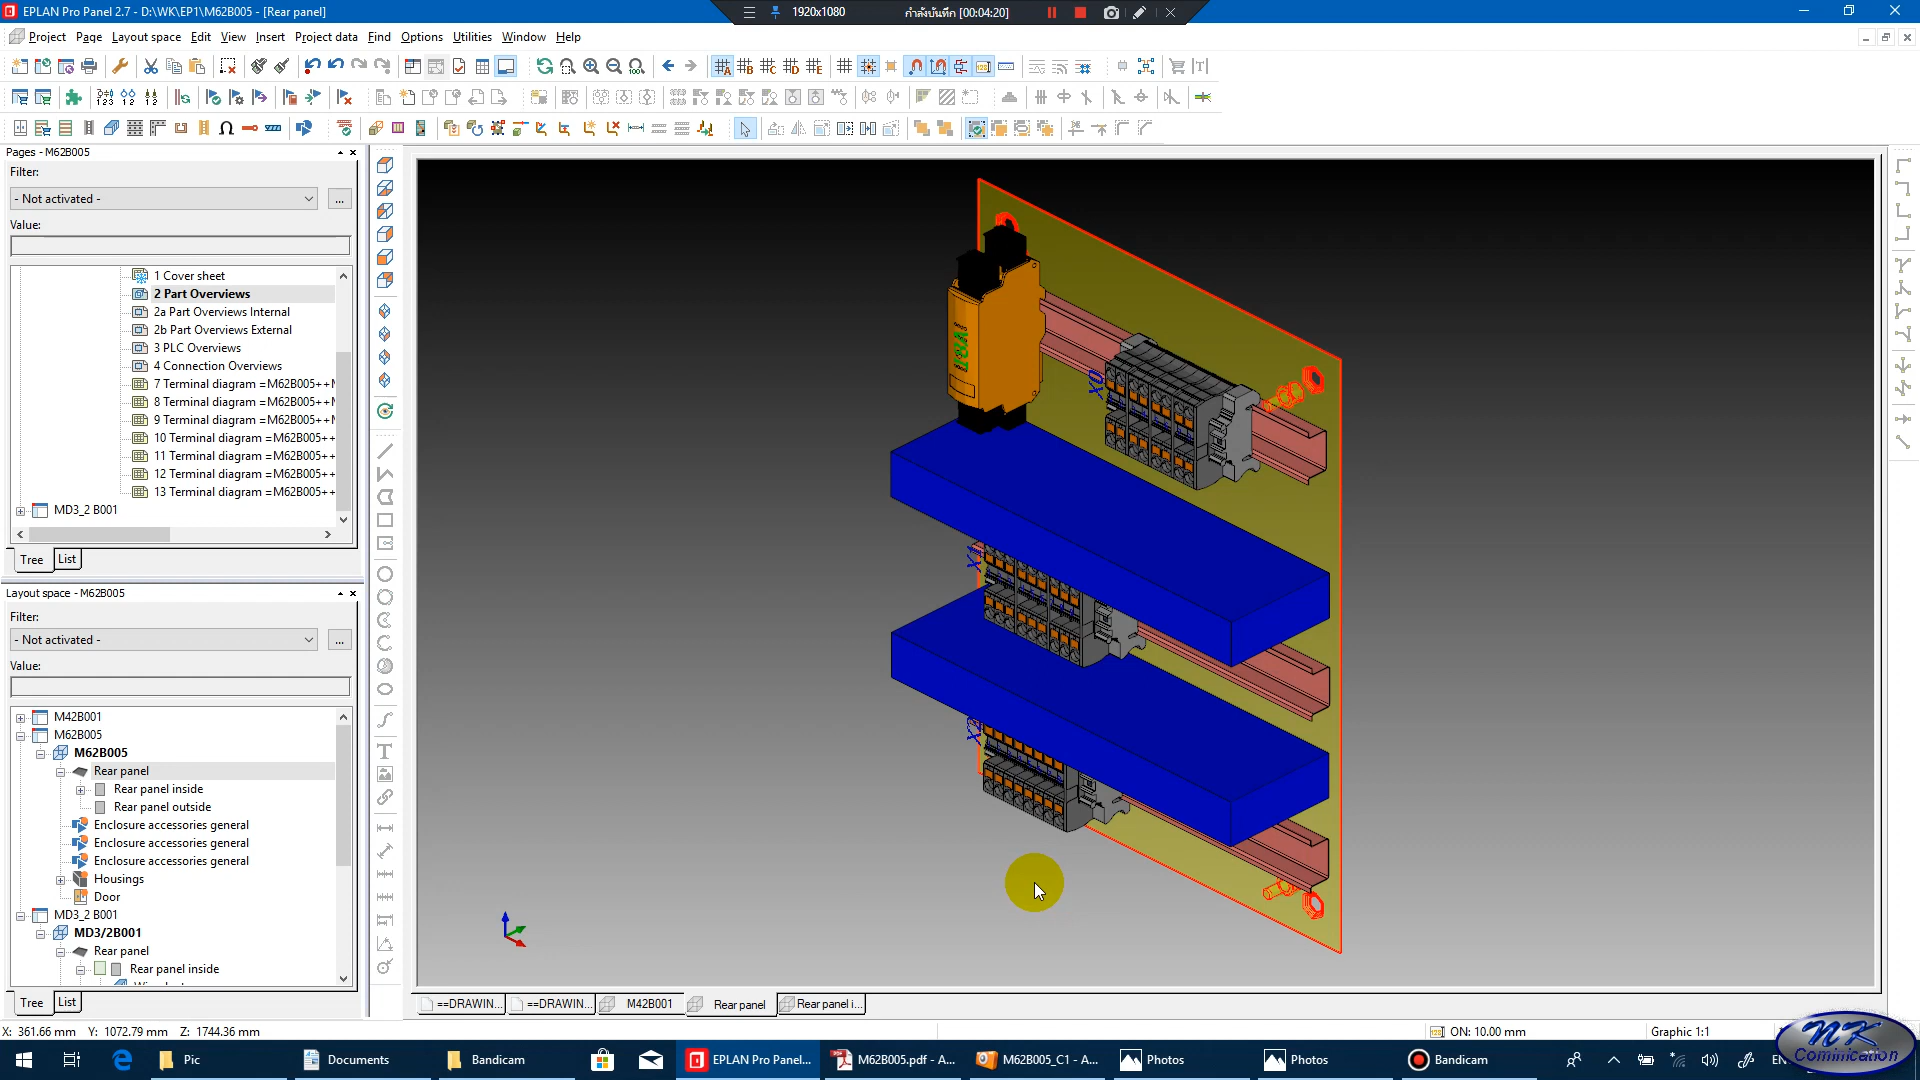 EPLAN Pro Panel 2.7 - D:\WK\EP1\M62B005 - [Rear panel]
1920x1080
กำลังบันทึก [00:04:20]
Project Page Layout space Edit View Insert Project data Find Options Utilities Window Help
Pages - M62B005
Filter:
- Not activated -
...
Value:
1 Cover sheet
2 Part Overviews
2a Part Overviews Internal
2b Part Overviews External
3 PLC Overviews
4 Connection Overviews
7 Terminal diagram =M62B005++M
8 Terminal diagram =M62B005++M
9 Terminal diagram =M62B005++M
10 Terminal diagram =M62B005++
11 Terminal diagram =M62B005++
12 Terminal diagram =M62B005++
13 Terminal diagram =M62B005++
MD3_2 B001
Tree List
Layout space - M62B005
Filter:
- Not activated -
...
Value:
M42B001
M62B005
M62B005
Rear panel
Rear panel inside
Rear panel outside
Enclosure accessories general
Enclosure accessories general
Enclosure accessories general
Housings
Door
MD3_2 B001
MD3/2B001
Rear panel
Rear panel inside
Tree List
X0
==DRAWIN... ==DRAWIN... M42B001 Rear panel Rear panel i...
X: 361.66 mm Y: 1072.79 mm Z: 1744.36 mm
ON: 10.00 mm
Graphic 1:1
Pic Documents Bandicam EPLAN Pro Panel... M62B005.pdf - A... M62B005_C1 - A... Photos Photos Bandicam
NK
Cominication